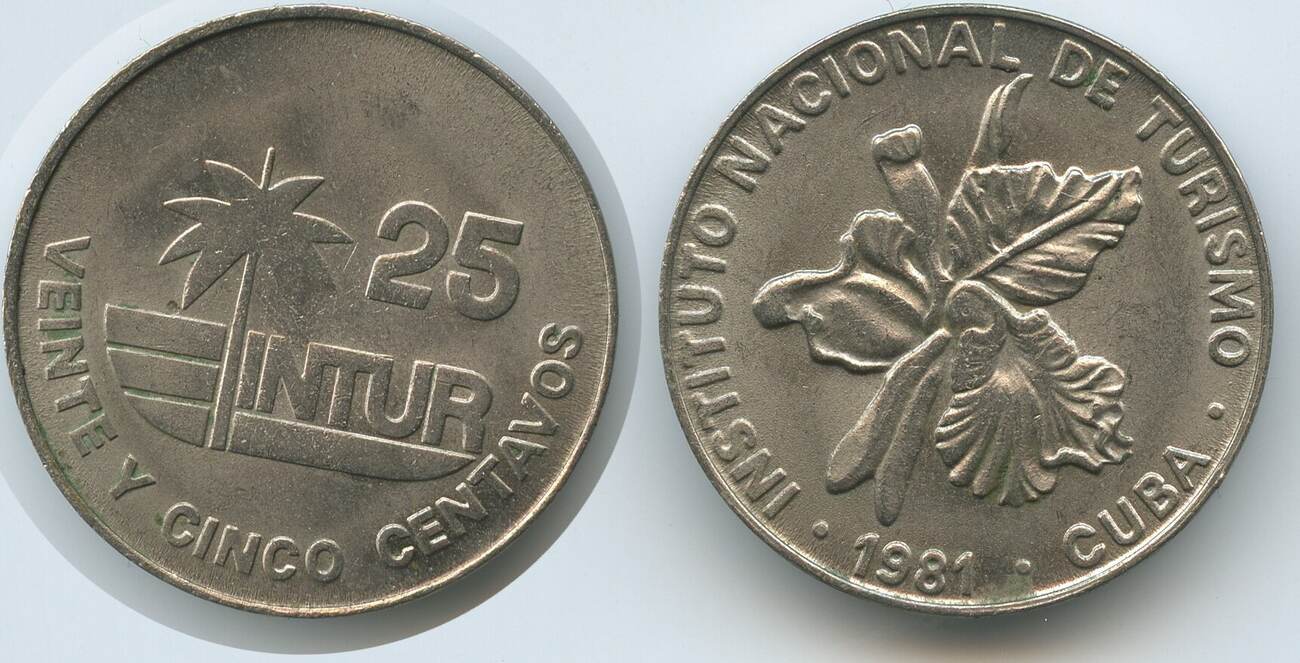 25
INTUR
VEINTE Y CINCO CENTAVOS
INSTITUTO NACIONAL DE TURISMO
· 1981 · CUBA ·